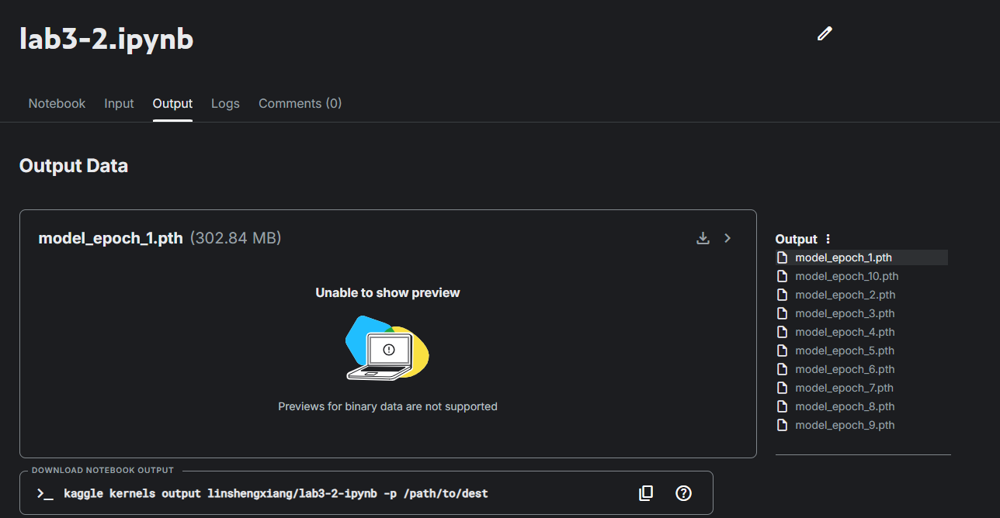 lab3-2.ipynb
Notebook Input Output Logs Comments (0)
Output Data
model_epoch_1.pth (302.84 MB)
Unable to show preview
Previews for binary data are not supported
Output
model_epoch_1.pth
model_epoch_10.pth
model_epoch_2.pth
model_epoch_3.pth
model_epoch_4.pth
model_epoch_5.pth
model_epoch_6.pth
model_epoch_7.pth
model_epoch_8.pth
model_epoch_9.pth
DOWNLOAD NOTEBOOK OUTPUT
>_ kaggle kernels output linshengxiang/lab3-2-ipynb -p /path/to/dest